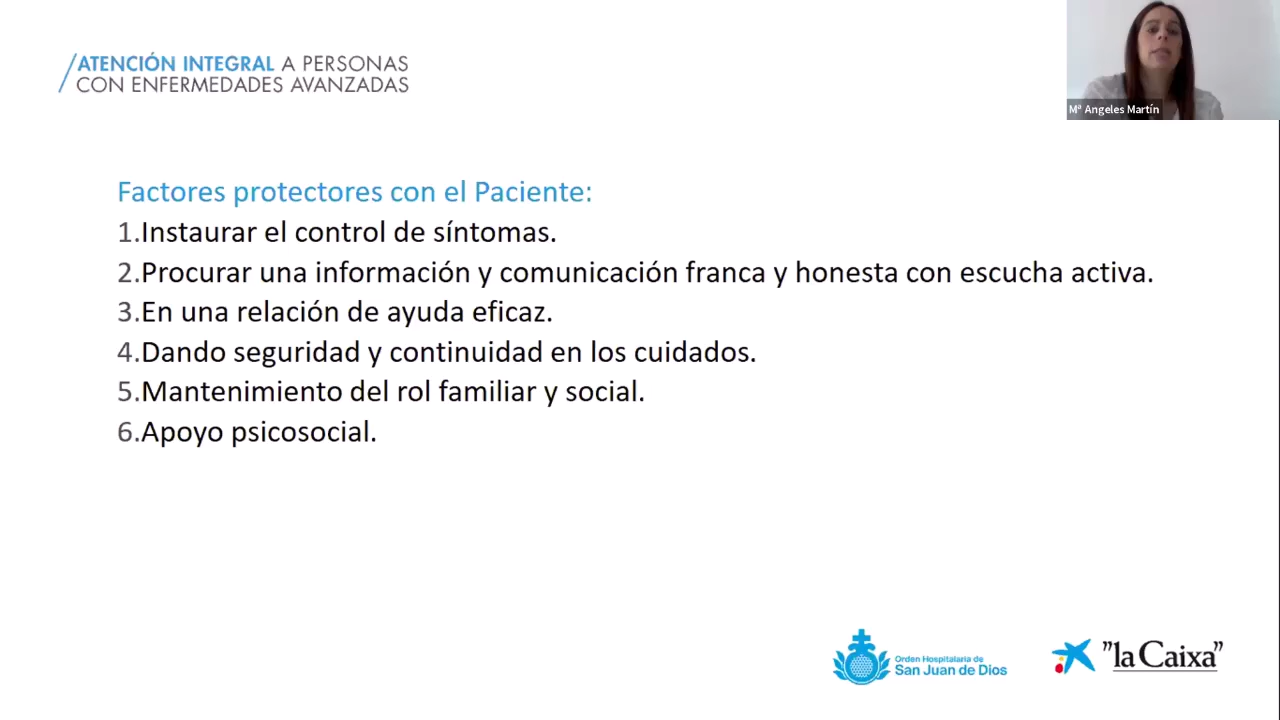 ATENCIÓN INTEGRAL A PERSONAS
CON ENFERMEDADES AVANZADAS
Mª Angeles Martín
Factores protectores con el Paciente:
1.Instaurar el control de síntomas.
2.Procurar una información y comunicación franca y honesta con escucha activa.
3.En una relación de ayuda eficaz.
4.Dando seguridad y continuidad en los cuidados.
5.Mantenimiento del rol familiar y social.
6.Apoyo psicosocial.
Orden Hospitalaria de
San Juan de Dios
"la Caixa"